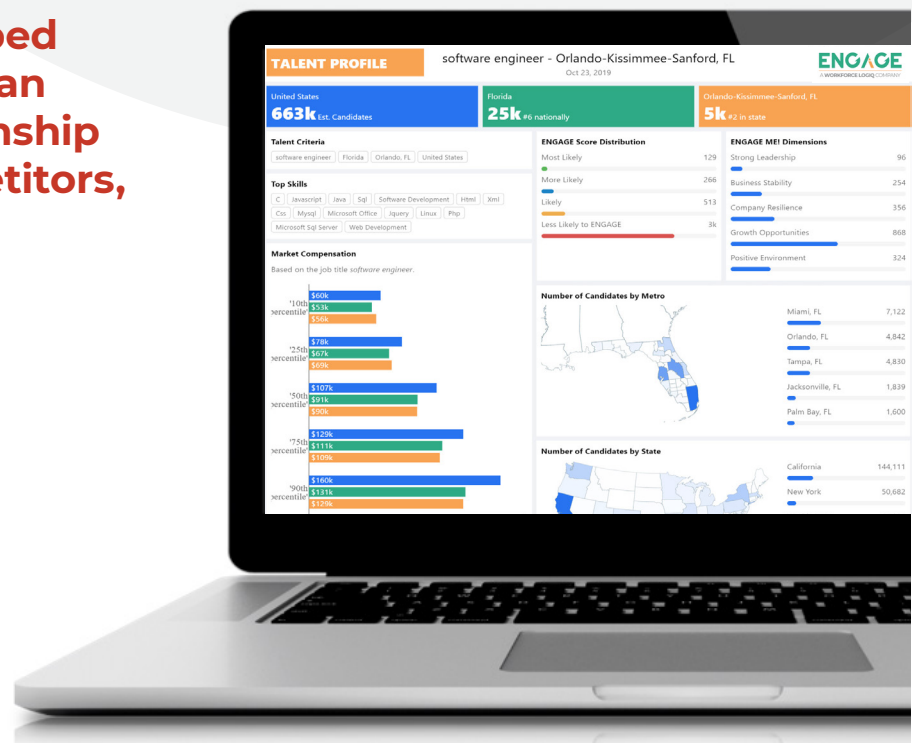 an
nship
etitors,
TALENT PROFILE
software engineer - Orlando-Kissimmee-Sanford, FL
Oct 23, 2019
ENGAGE
A WORKFORCE LOGIQ COMPANY
United States
663k Est. Candidates
Florida
25k #6 nationally
Orlando-Kissimmee-Sanford, FL
5k #2 in state
Talent Criteria
software engineer Florida Orlando, FL United States
Top Skills
C Javascript Java Sql Software Development Html Xml
Css Mysql Microsoft Office Jquery Linux Php
Microsoft Sql Server Web Development
Market Compensation
Based on the job title software engineer.
'10th
percentile'
$60k
$53k
$56k
'25th
percentile'
$78k
$67k
$69k
'50th
percentile'
$107k
$91k
$90k
'75th
percentile'
$129k
$111k
$109k
'90th
percentile'
$160k
$131k
$129k
ENGAGE Score Distribution
Most Likely 129
More Likely 266
Likely 513
Less Likely to ENGAGE 3k
ENGAGE ME! Dimensions
Strong Leadership 96
Business Stability 254
Company Resilience 356
Growth Opportunities 868
Positive Environment 324
Number of Candidates by Metro
Miami, FL 7,122
Orlando, FL 4,842
Tampa, FL 4,830
Jacksonville, FL 1,839
Palm Bay, FL 1,600
Number of Candidates by State
California 144,111
New York 50,682